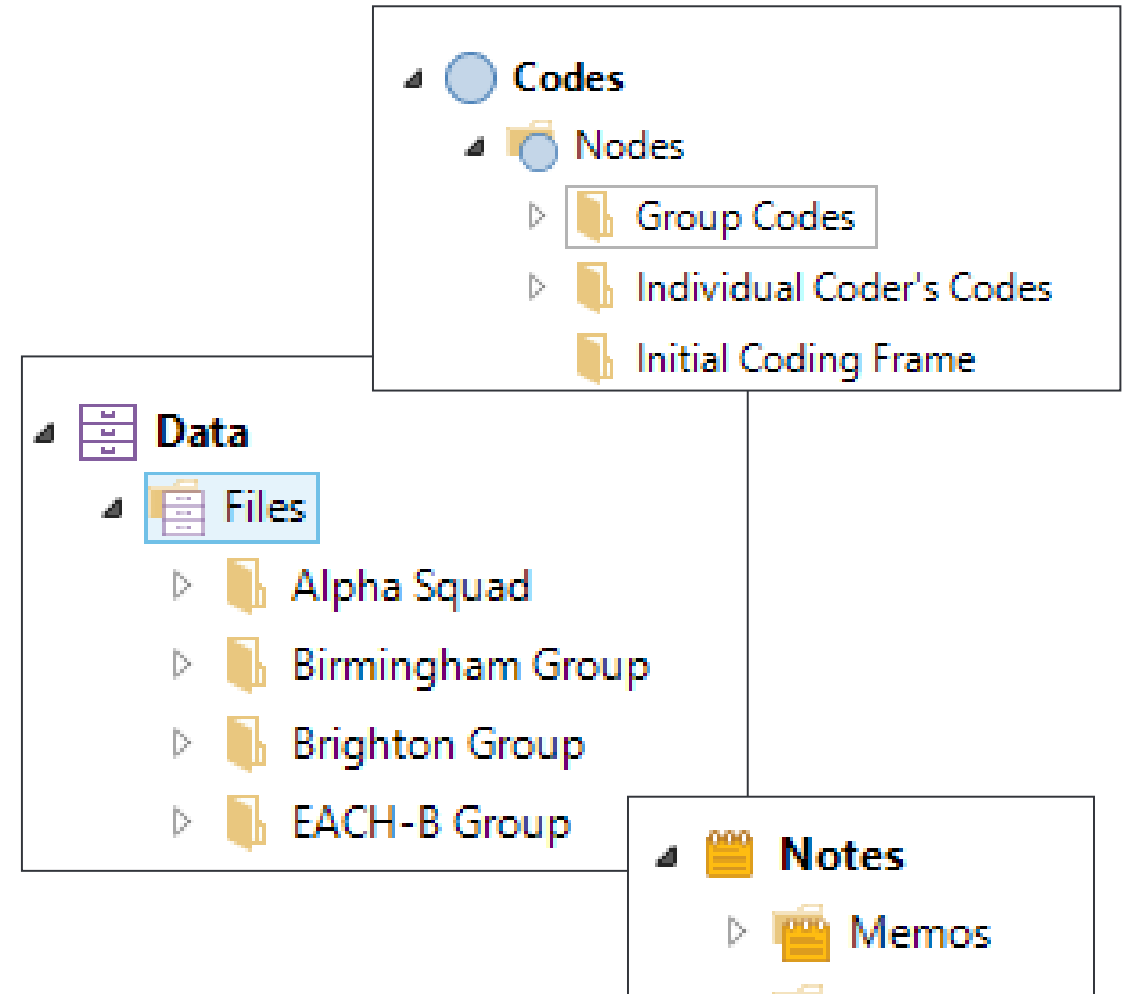 Codes
Nodes
Group Codes
Individual Coder's Codes
Initial Coding Frame
Data
Files
Alpha Squad
Birmingham Group
Brighton Group
EACH-B Group
Notes
Memos